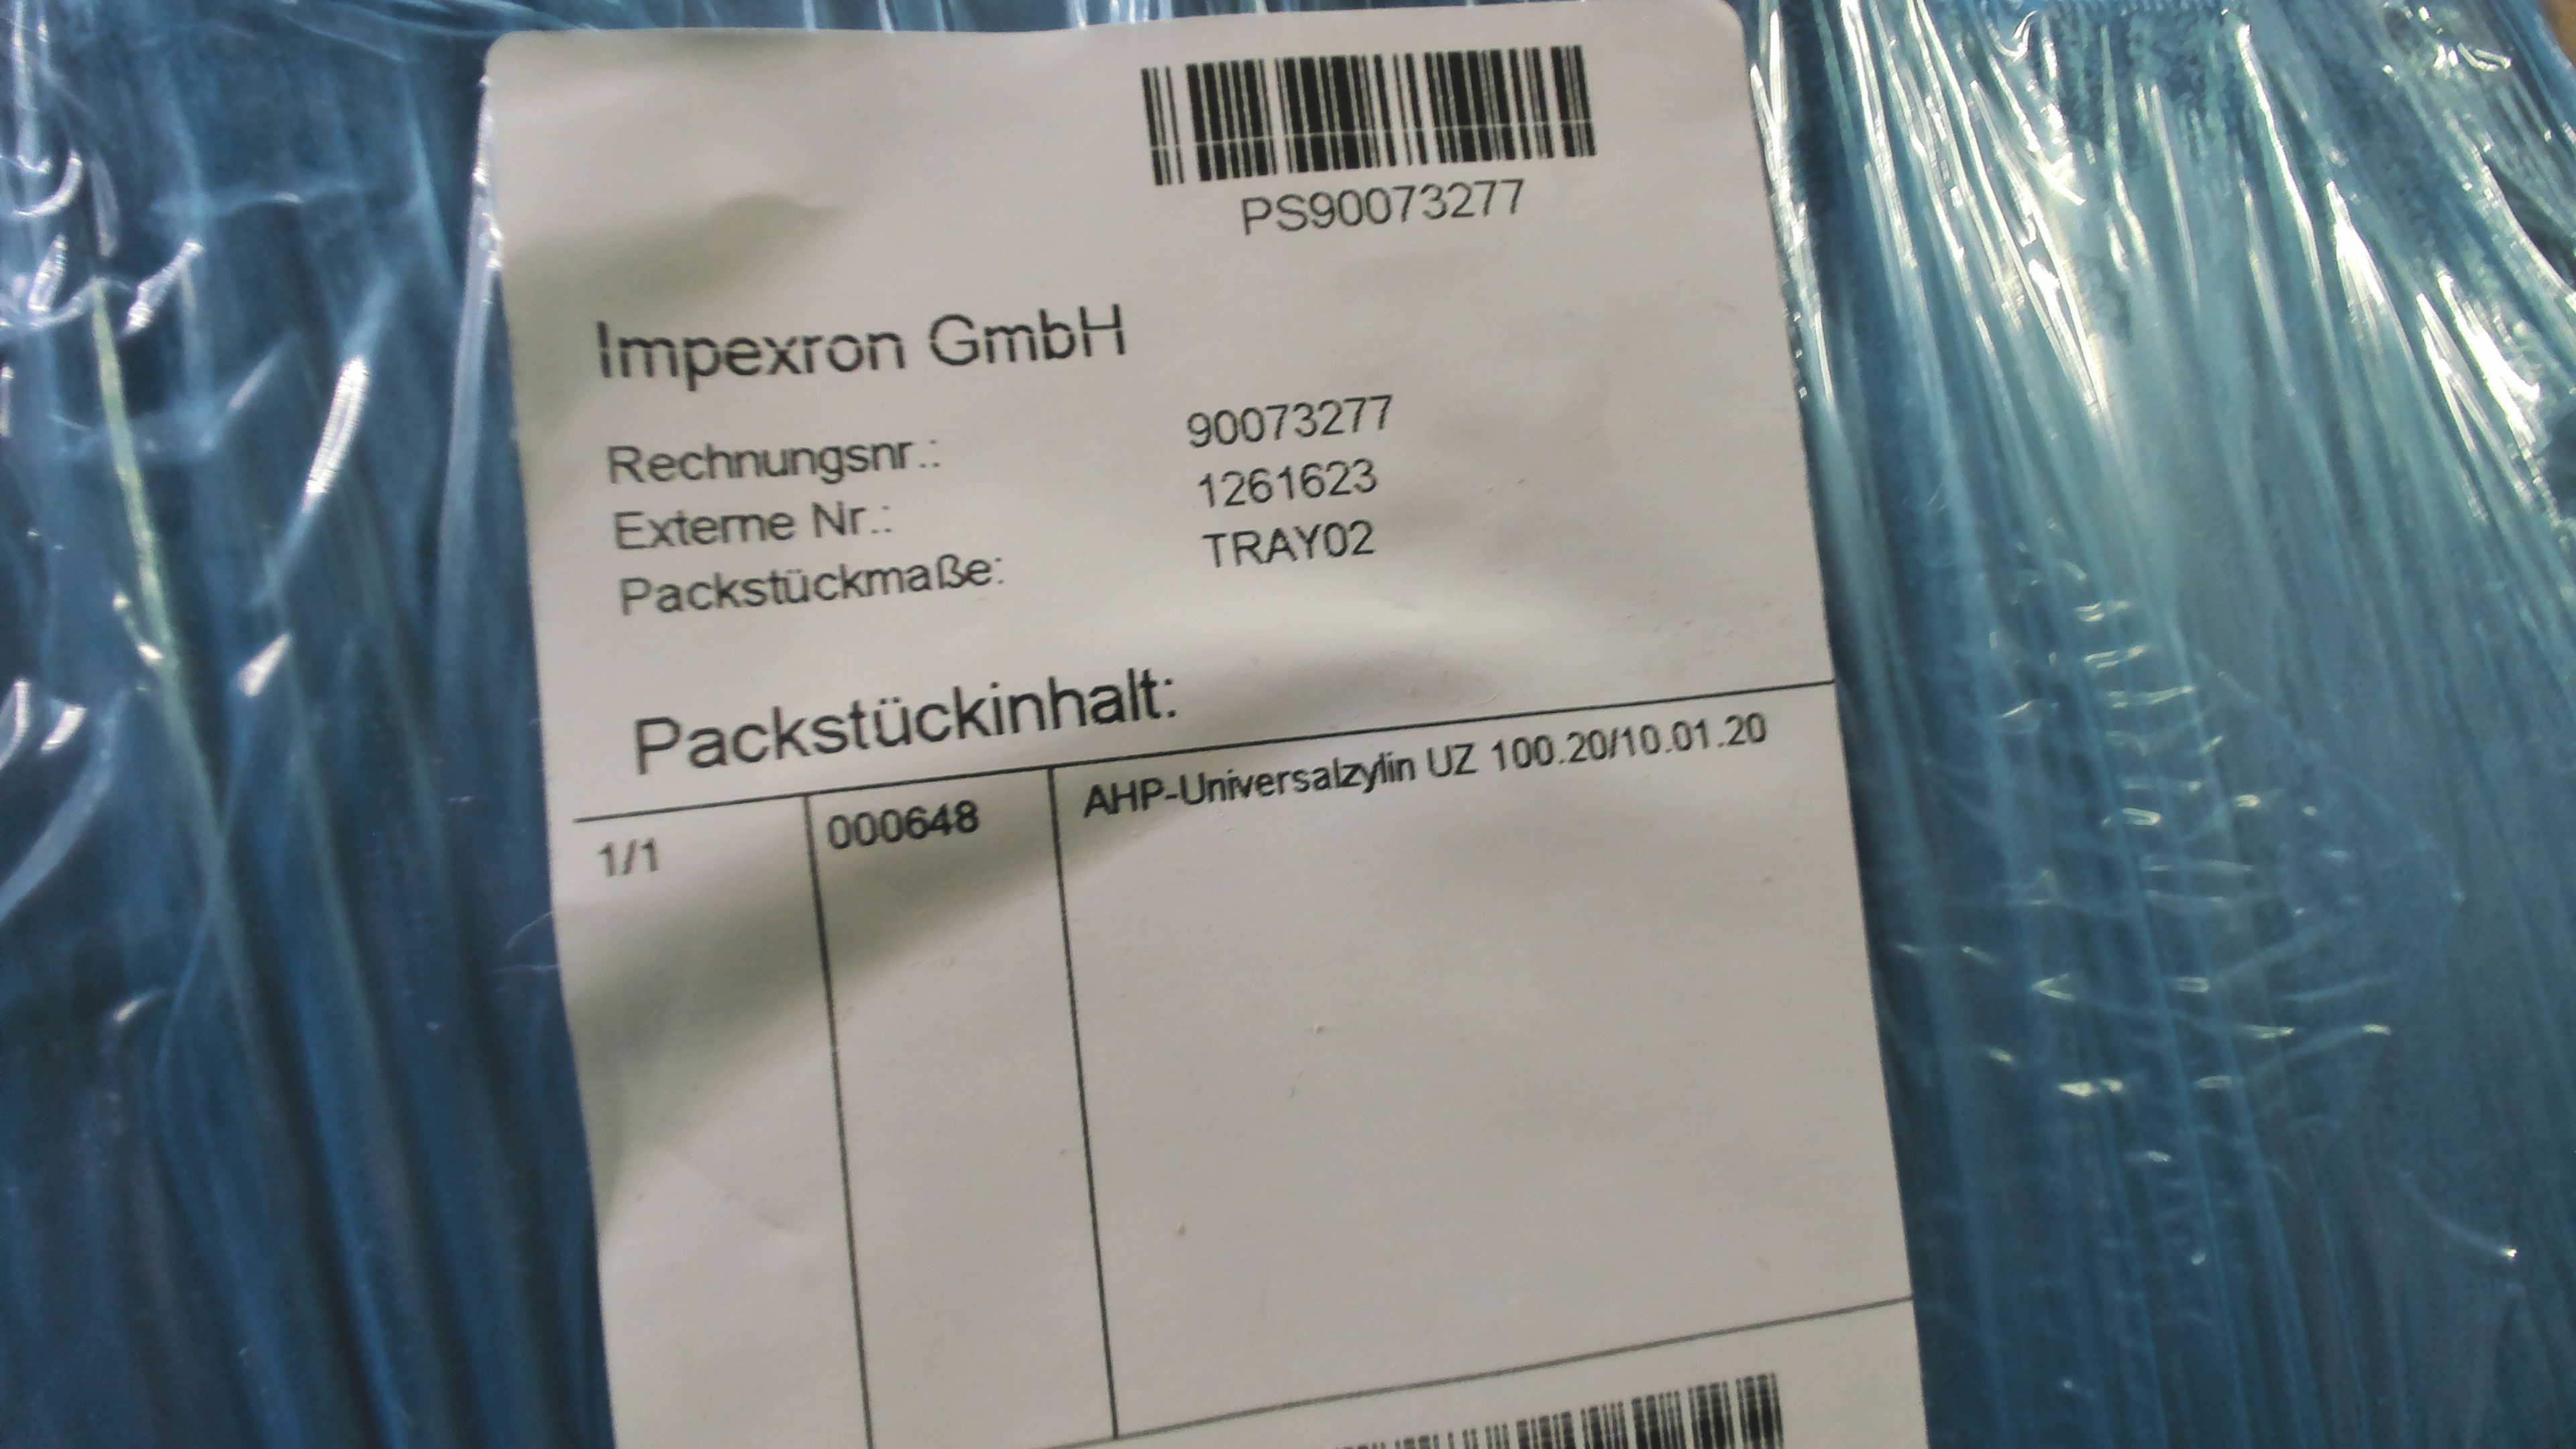 PS90073277
Impexron GmbH
Rechnungsnr.: 90073277
Externe Nr.: 1261623
Packstückmaße: TRAY02
Packstückinhalt:
1/1 000648 AHP-Universalzylin UZ 100.20/10.01.20